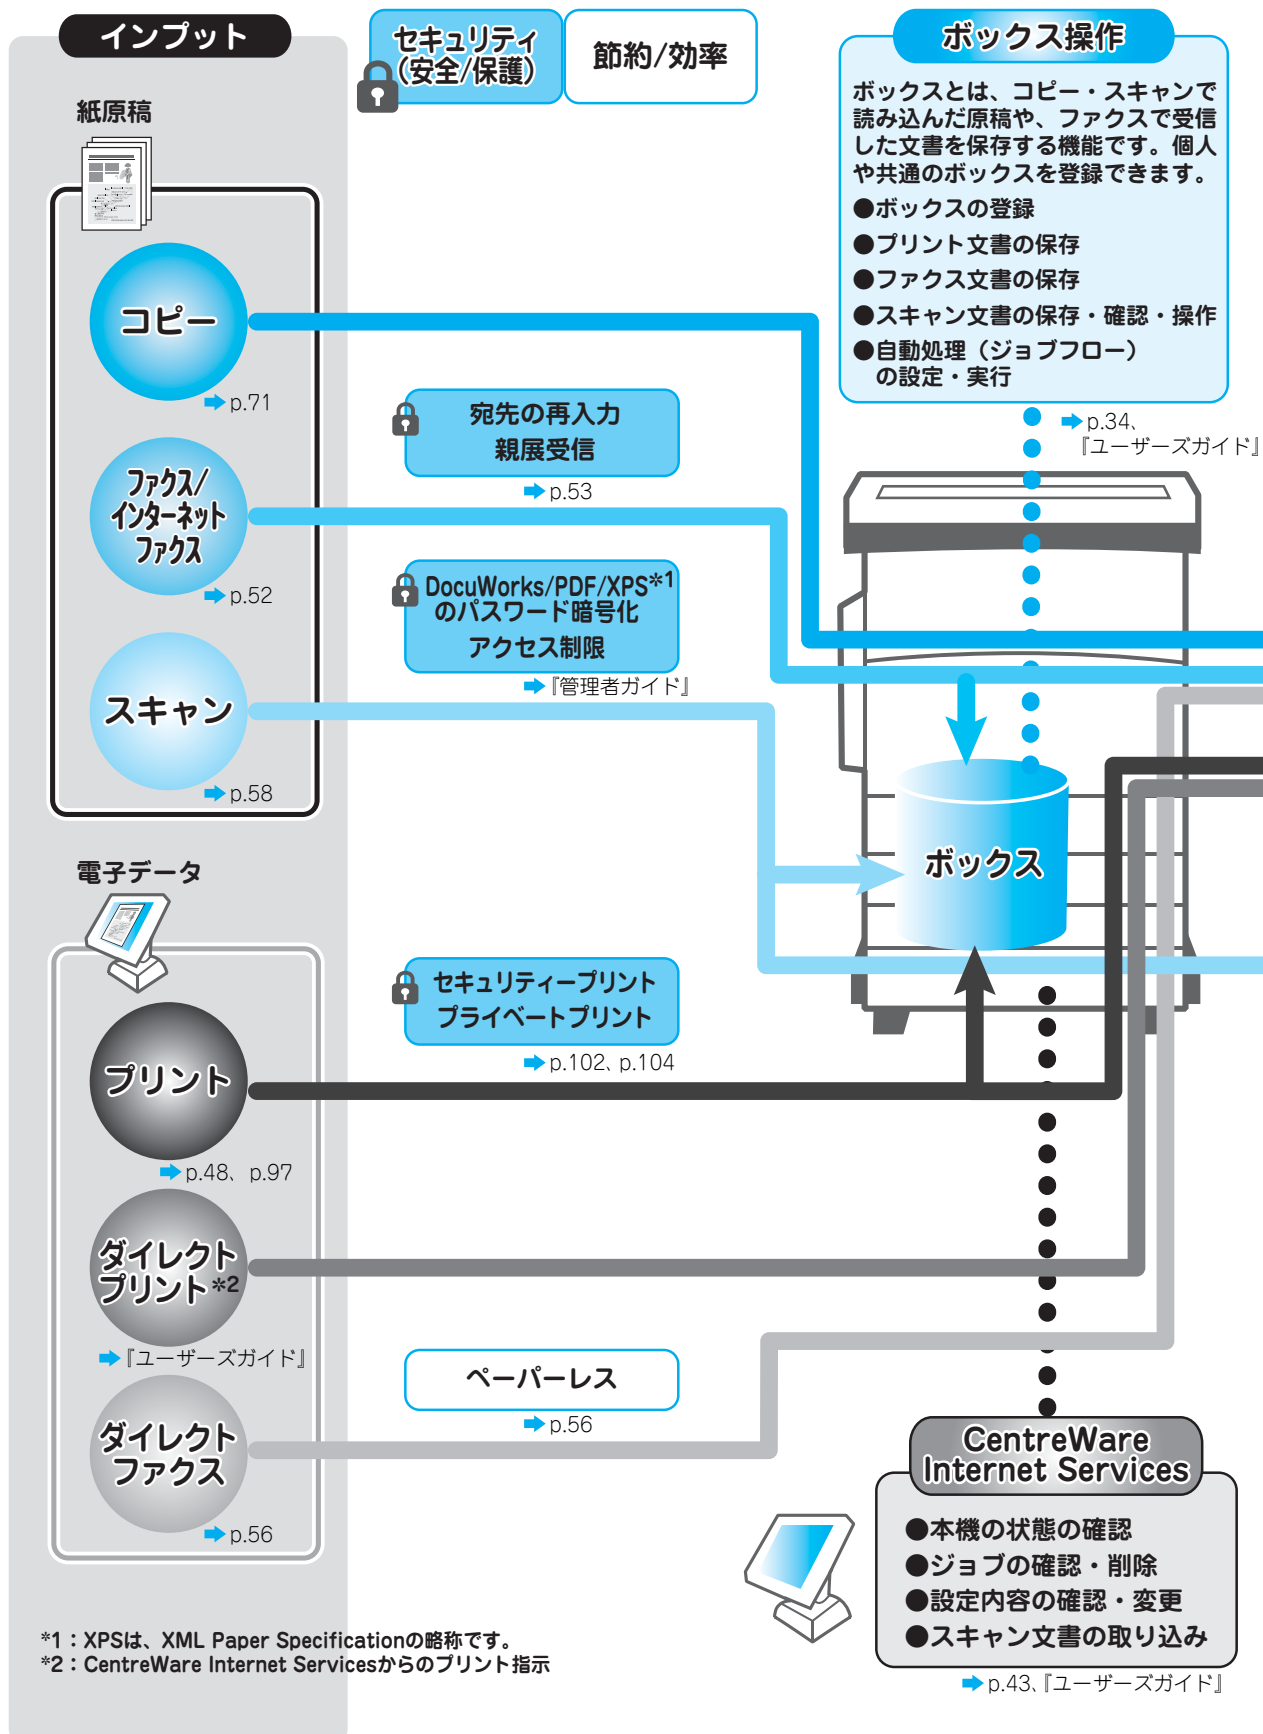 インプット
セキュリティ
（安全/保護）
節約/効率
ボックス操作
ボックスとは、コピー・スキャンで
読み込んだ原稿や、ファクスで受信
した文書を保存する機能です。個人
や共通のボックスを登録できます。
●ボックスの登録
●プリント文書の保存
●ファクス文書の保存
●スキャン文書の保存・確認・操作
●自動処理（ジョブフロー）
の設定・実行
➡p.34、
『ユーザーズガイド』
紙原稿
コピー
➡p.71
宛先の再入力
親展受信
➡p.53
ファクス/
インターネット
ファクス
➡p.52
DocuWorks/PDF/XPS*1
のパスワード暗号化
アクセス制限
➡『管理者ガイド』
スキャン
➡p.58
ボックス
電子データ
セキュリティープリント
プライベートプリント
➡p.102、p.104
プリント
➡p.48、p.97
ダイレクト
プリント*2
➡『ユーザーズガイド』
ペーパーレス
➡p.56
ダイレクト
ファクス
➡p.56
CentreWare
Internet Services
●本機の状態の確認
●ジョブの確認・削除
●設定内容の確認・変更
●スキャン文書の取り込み
➡p.43、『ユーザーズガイド』
*1：XPSは、XML Paper Specificationの略称です。
*2：CentreWare Internet Servicesからのプリント指示